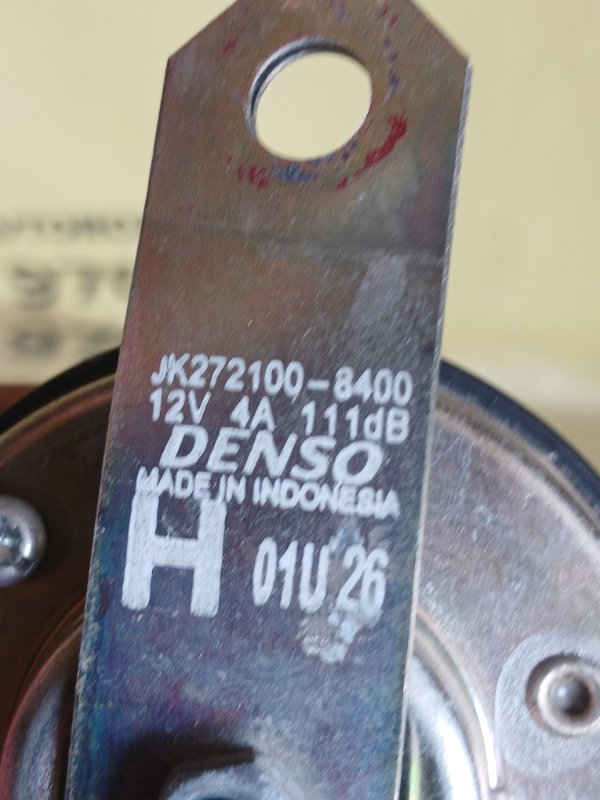 JK272100-8400
12V 4A 111dB
DENSO
MADE IN INDONESIA
H 01U 26